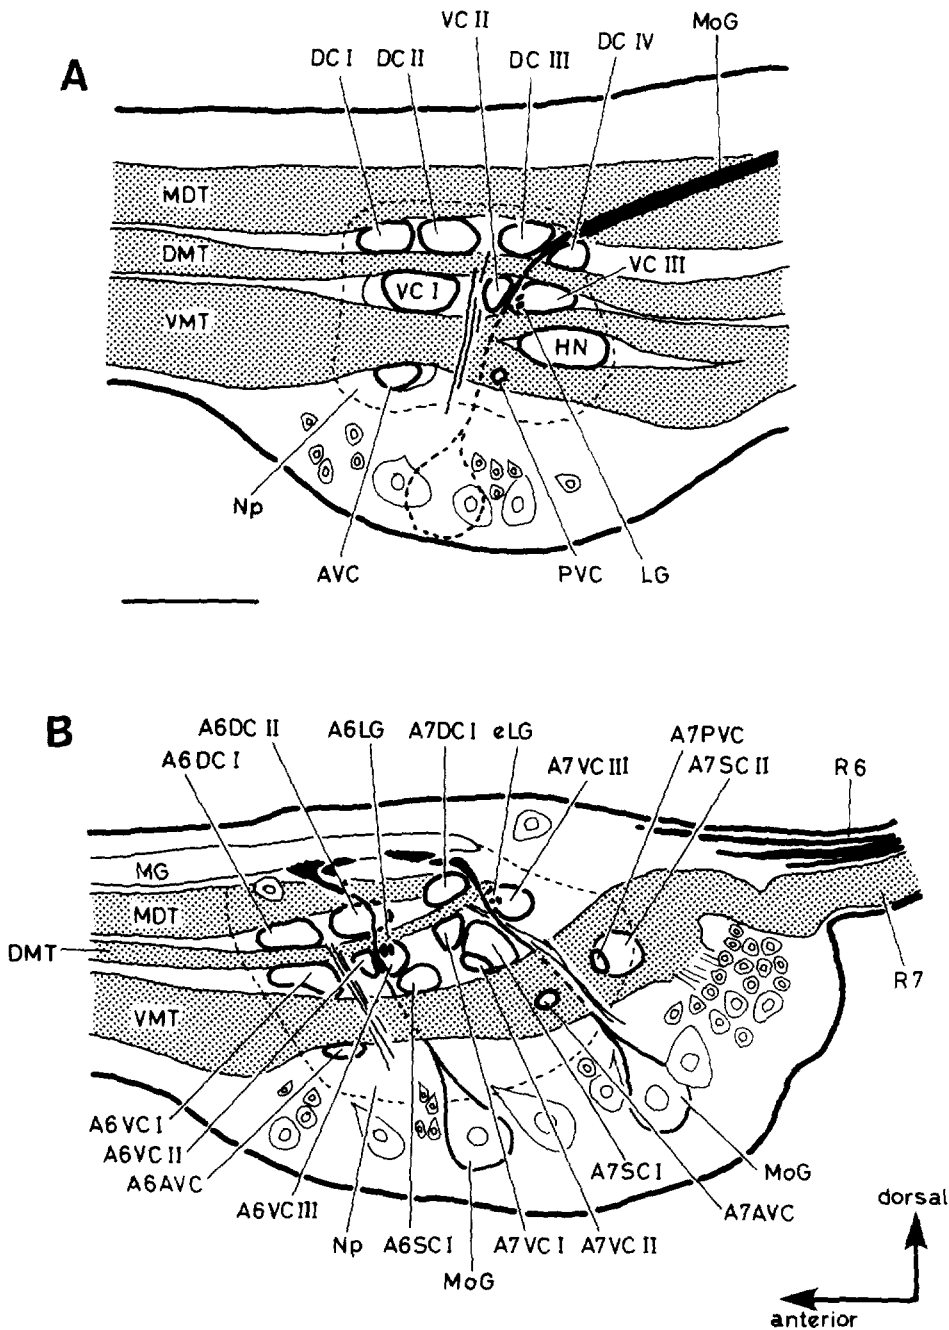 A
VC II
MoG
DC I DC II DC III DC IV
MDT
DMT
VC I
VC III
VMT
HN
Np
AVC
PVC
LG
B
A6DC II A6LG A7DC I eLG A7PVC
A6DC I A7VC III A7SC II R6
MG
MDT
DMT
VMT
R7
A6VC I
A6VC II
A6AVC
A6VC III
A7SC I
MoG
A7AVC
Np A6SC I A7VC I A7VC II
MoG
dorsal
anterior